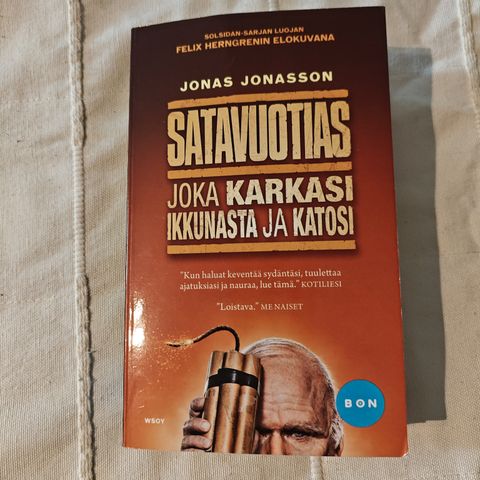 SOLSIDAN-SARJAN LUOJAN
FELIX HERNGRENIN ELOKUVANA
JONAS JONASSON
SATAVUOTIAS
JOKA KARKASI
IKKUNASTA JA KATOSI
"Kun haluat keventää sydäntäsi, tuulettaa
ajatuksiasi ja nauraa, lue tämä." KOTILIESI
"Loistava." ME NAISET
WSOY
BON